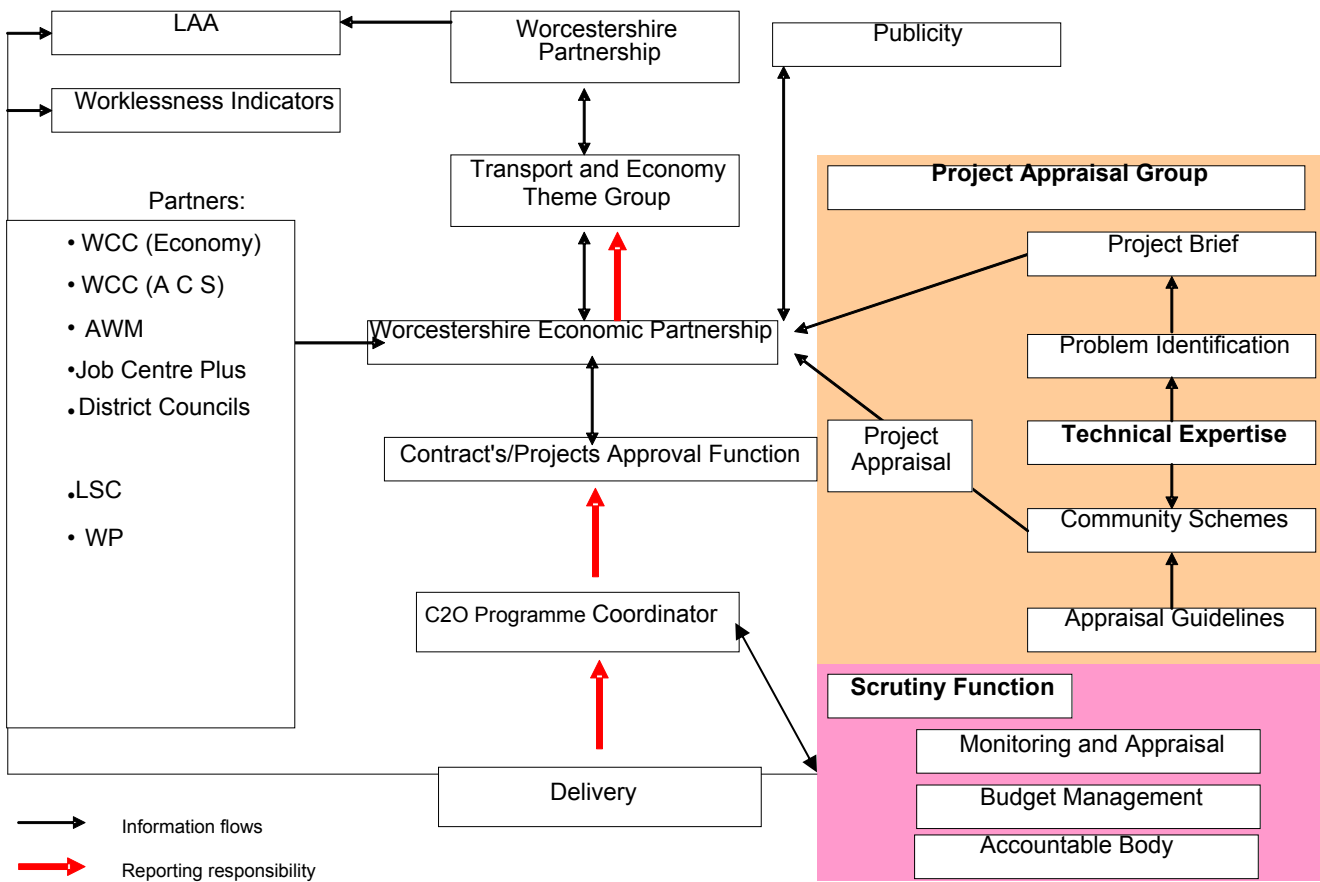 LAA
Worcestershire
Partnership
Publicity
Worklessness Indicators
Transport and Economy
Theme Group
Project Appraisal Group
Partners:
• WCC (Economy)
• WCC (A C S)
• AWM
•Job Centre Plus
•District Councils
•LSC
• WP
Project Brief
Worcestershire Economic Partnership
Problem Identification
Contract's/Projects Approval Function
Project
Appraisal
Technical Expertise
Community Schemes
C2O Programme Coordinator
Appraisal Guidelines
Scrutiny Function
Monitoring and Appraisal
Delivery
Budget Management
Accountable Body
Information flows
Reporting responsibility